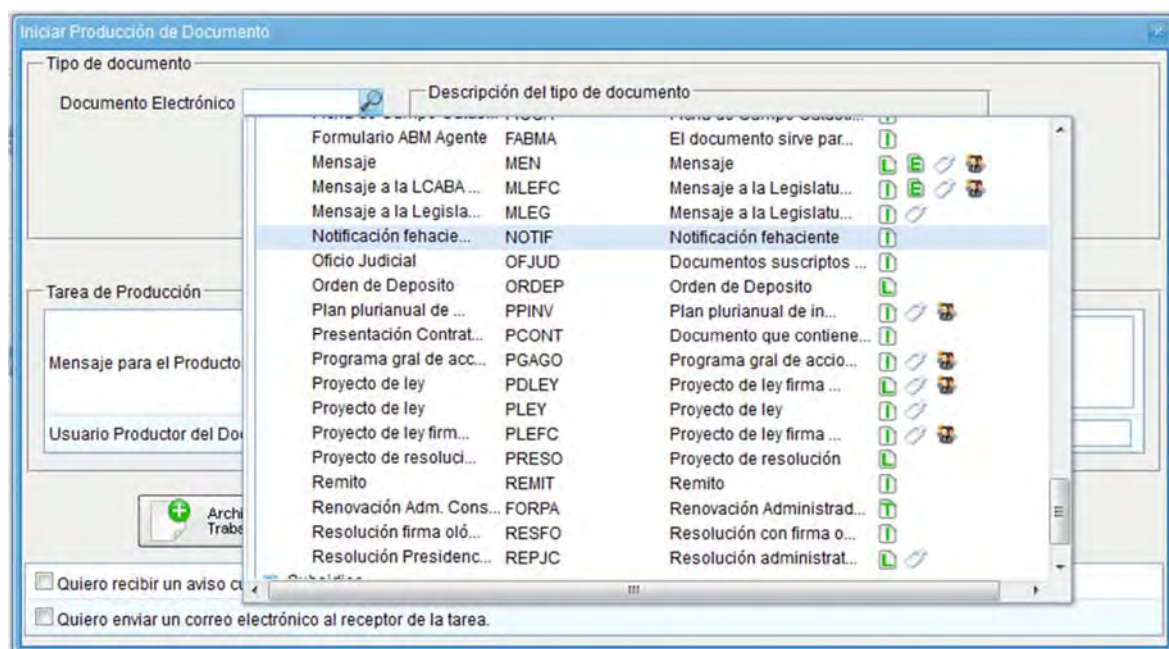 Iniciar Producción de Documento
Tipo de documento
Documento Electrónico
Descripción del tipo de documento
Formulario ABM Agente FABMA El documento sirve par...
Mensaje MEN Mensaje L E
Mensaje a la LCABA ... MLEFC Mensaje a la Legislatu... I E
Mensaje a la Legisla... MLEG Mensaje a la Legislatu... I
Notificación fehacie... NOTIF Notificación fehaciente I
Oficio Judicial OFJUD Documentos suscriptos ... I
Orden de Deposito ORDEP Orden de Deposito L
Tarea de Producción
Plan plurianual de ... PPINV Plan plurianual de in... I
Presentación Contrat... PCONT Documento que contiene... I
Mensaje para el Producto
Programa gral de acc... PGAGO Programa gral de accio... I
Proyecto de ley PDLEY Proyecto de ley firma ... L
Proyecto de ley PLEY Proyecto de ley I
Usuario Productor del Do
Proyecto de ley firm... PLEFC Proyecto de ley firma ... I
Proyecto de resoluci... PRESO Proyecto de resolución L
Remito REMIT Remito I
Renovación Adm. Cons... FORPA Renovación Administrad... T
Archi
Traba
Resolución firma oló... RESFO Resolución con firma o... I
Resolución Presidenc... REPJC Resolución administrat... L
Quiero recibir un aviso cu
Quiero enviar un correo electrónico al receptor de la tarea.